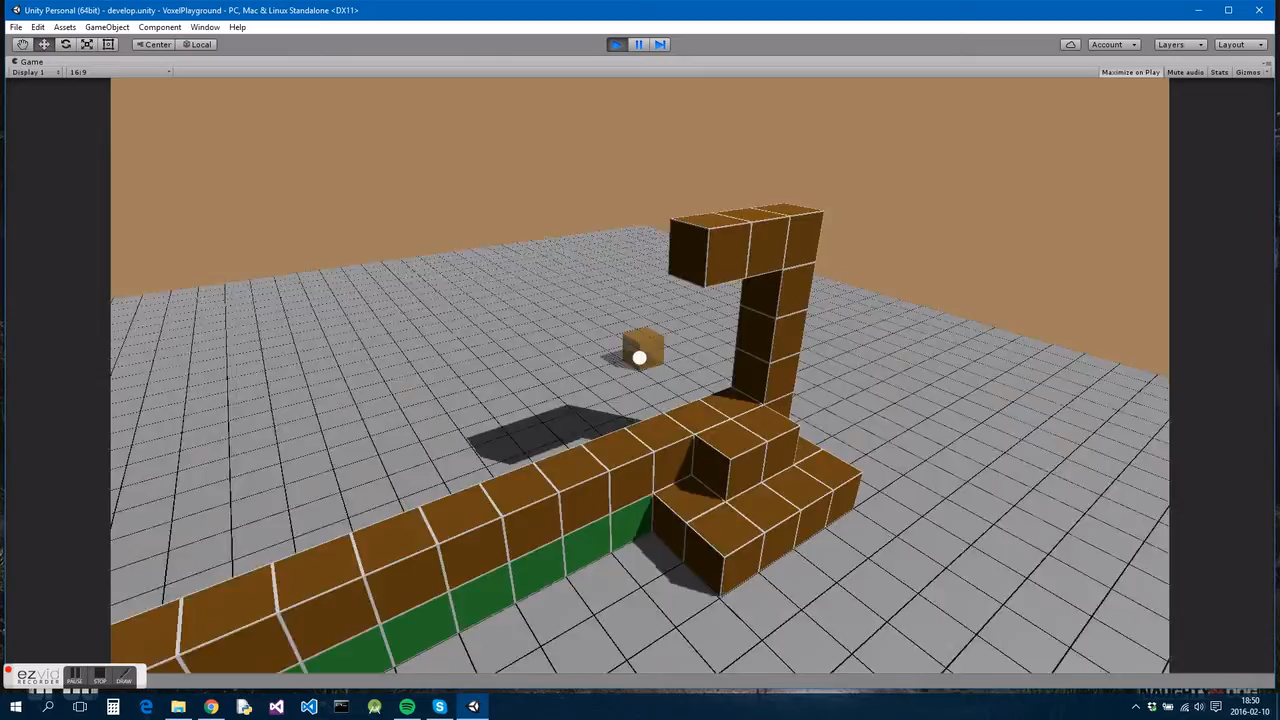 Unity Personal (64bit) - develop.unity - VoxelPlayground - PC, Mac & Linux Standalone <DX11>
File Edit Assets GameObject Component Window Help
Center Local Account Layers Layout
Game
Display 1 16:9 Maximize on Play Mute audio Stats Gizmos
ezvid
RECORDER
PAUSE STOP DRAW
18:50
2016-02-10